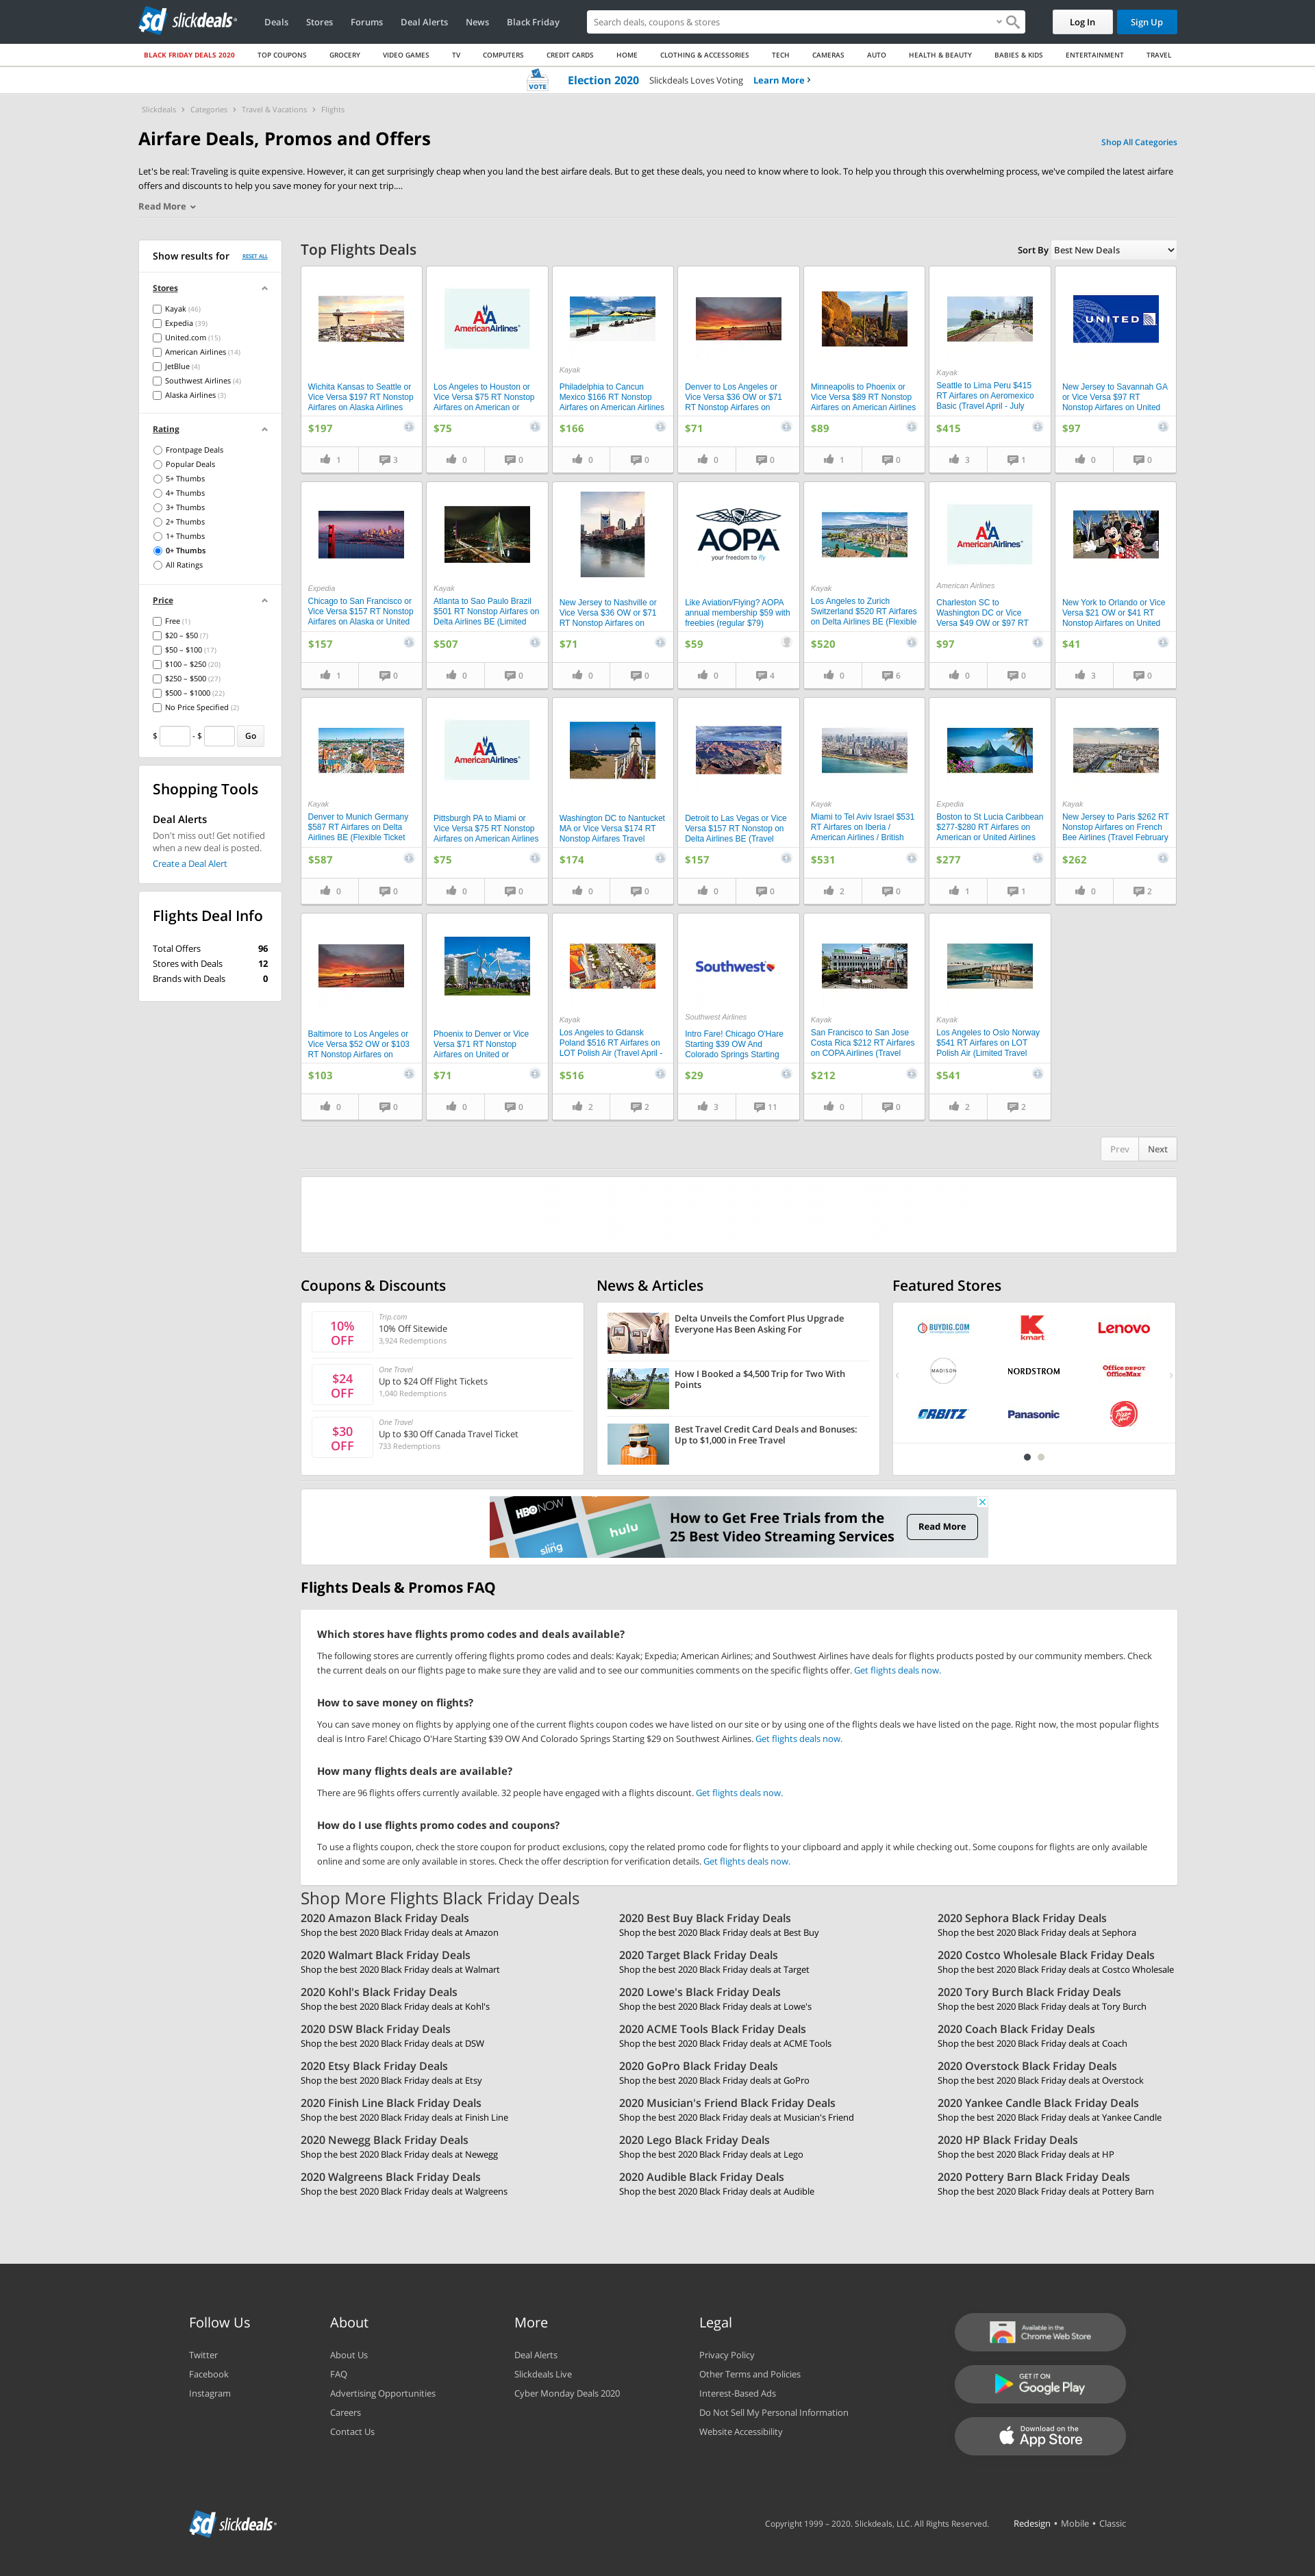 slickdeals
Deals
Stores
Forums
Deal Alerts
News
Black Friday
Search deals, coupons & stores
Log In
Sign Up
BLACK FRIDAY DEALS 2020
TOP COUPONS
GROCERY
VIDEO GAMES
TV
COMPUTERS
CREDIT CARDS
HOME
CLOTHING & ACCESSORIES
TECH
CAMERAS
AUTO
HEALTH & BEAUTY
BABIES & KIDS
ENTERTAINMENT
TRAVEL
VOTE
Election 2020
Slickdeals Loves Voting
Learn More ›
Slickdeals › Categories › Travel & Vacations › Flights
Airfare Deals, Promos and Offers
Shop All Categories
Let's be real: Traveling is quite expensive. However, it can get surprisingly cheap when you land the best airfare deals. But to get these deals, you need to know where to look. To help you through this overwhelming process, we've compiled the latest airfare
offers and discounts to help you save money for your next trip....
Read More
Show results for
RESET ALL
Stores
Kayak (46)
Expedia (39)
United.com (15)
American Airlines (14)
JetBlue (4)
Southwest Airlines (4)
Alaska Airlines (3)
Rating
Frontpage Deals
Popular Deals
5+ Thumbs
4+ Thumbs
3+ Thumbs
2+ Thumbs
1+ Thumbs
0+ Thumbs
All Ratings
Price
Free (1)
$20 – $50 (7)
$50 – $100 (17)
$100 – $250 (20)
$250 – $500 (27)
$500 – $1000 (22)
No Price Specified (2)
$ - $ Go
Shopping Tools
Deal Alerts
Don't miss out! Get notified
when a new deal is posted.
Create a Deal Alert
Flights Deal Info
Total Offers 96
Stores with Deals 12
Brands with Deals 0
Top Flights Deals
Sort By Best New Deals
Wichita Kansas to Seattle or
Vice Versa $197 RT Nonstop
Airfares on Alaska Airlines
$197
1 3
AmericanAirlines
Los Angeles to Houston or
Vice Versa $75 RT Nonstop
Airfares on American or
$75
0 0
Kayak
Philadelphia to Cancun
Mexico $166 RT Nonstop
Airfares on American Airlines
$166
0 0
Denver to Los Angeles or
Vice Versa $36 OW or $71
RT Nonstop Airfares on
$71
0 0
Minneapolis to Phoenix or
Vice Versa $89 RT Nonstop
Airfares on American Airlines
$89
1 0
Kayak
Seattle to Lima Peru $415
RT Airfares on Aeromexico
Basic (Travel April - July
$415
3 1
UNITED
New Jersey to Savannah GA
or Vice Versa $97 RT
Nonstop Airfares on United
$97
0 0
Expedia
Chicago to San Francisco or
Vice Versa $157 RT Nonstop
Airfares on Alaska or United
$157
1 0
Kayak
Atlanta to Sao Paulo Brazil
$501 RT Nonstop Airfares on
Delta Airlines BE (Limited
$507
0 0
New Jersey to Nashville or
Vice Versa $36 OW or $71
RT Nonstop Airfares on
$71
0 0
AOPA
your freedom to fly
Like Aviation/Flying? AOPA
annual membership $59 with
freebies (regular $79)
$59
0 4
Kayak
Los Angeles to Zurich
Switzerland $520 RT Airfares
on Delta Airlines BE (Flexible
$520
0 6
AmericanAirlines
American Airlines
Charleston SC to
Washington DC or Vice
Versa $49 OW or $97 RT
$97
0 0
New York to Orlando or Vice
Versa $21 OW or $41 RT
Nonstop Airfares on United
$41
3 0
Kayak
Denver to Munich Germany
$587 RT Airfares on Delta
Airlines BE (Flexible Ticket
$587
0 0
AmericanAirlines
Pittsburgh PA to Miami or
Vice Versa $75 RT Nonstop
Airfares on American Airlines
$75
0 0
Washington DC to Nantucket
MA or Vice Versa $174 RT
Nonstop Airfares Travel
$174
0 0
Detroit to Las Vegas or Vice
Versa $157 RT Nonstop on
Delta Airlines BE (Travel
$157
0 0
Kayak
Miami to Tel Aviv Israel $531
RT Airfares on Iberia /
American Airlines / British
$531
2 0
Expedia
Boston to St Lucia Caribbean
$277-$280 RT Airfares on
American or United Airlines
$277
1 1
Kayak
New Jersey to Paris $262 RT
Nonstop Airfares on French
Bee Airlines (Travel February
$262
0 2
Baltimore to Los Angeles or
Vice Versa $52 OW or $103
RT Nonstop Airfares on
$103
0 0
Phoenix to Denver or Vice
Versa $71 RT Nonstop
Airfares on United or
$71
0 0
Kayak
Los Angeles to Gdansk
Poland $516 RT Airfares on
LOT Polish Air (Travel April -
$516
2 2
Southwest
Southwest Airlines
Intro Fare! Chicago O'Hare
Starting $39 OW And
Colorado Springs Starting
$29
3 11
Kayak
San Francisco to San Jose
Costa Rica $212 RT Airfares
on COPA Airlines (Travel
$212
0 0
Kayak
Los Angeles to Oslo Norway
$541 RT Airfares on LOT
Polish Air (Limited Travel
$541
2 2
Prev
Next
Coupons & Discounts
10%
OFF
Trip.com
10% Off Sitewide
3,924 Redemptions
$24
OFF
One Travel
Up to $24 Off Flight Tickets
1,040 Redemptions
$30
OFF
One Travel
Up to $30 Off Canada Travel Ticket
733 Redemptions
News & Articles
Delta Unveils the Comfort Plus Upgrade
Everyone Has Been Asking For
How I Booked a $4,500 Trip for Two With
Points
Best Travel Credit Card Deals and Bonuses:
Up to $1,000 in Free Travel
Featured Stores
BUYDIG.COM
kmart
Lenovo
MADISON
NORDSTROM
Office DEPOT
OfficeMax
ORBITZ
Panasonic
Pizza Hut
HBO NOW
hulu
sling
How to Get Free Trials from the
25 Best Video Streaming Services
Read More
Flights Deals & Promos FAQ
Which stores have flights promo codes and deals available?
The following stores are currently offering flights promo codes and deals: Kayak; Expedia; American Airlines; and Southwest Airlines have deals for flights products posted by our community members. Check
the current deals on our flights page to make sure they are valid and to see our communities comments on the specific flights offer. Get flights deals now.
How to save money on flights?
You can save money on flights by applying one of the current flights coupon codes we have listed on our site or by using one of the flights deals we have listed on the page. Right now, the most popular flights
deal is Intro Fare! Chicago O'Hare Starting $39 OW And Colorado Springs Starting $29 on Southwest Airlines. Get flights deals now.
How many flights deals are available?
There are 96 flights offers currently available. 32 people have engaged with a flights discount. Get flights deals now.
How do I use flights promo codes and coupons?
To use a flights coupon, check the store coupon for product exclusions, copy the related promo code for flights to your clipboard and apply it while checking out. Some coupons for flights are only available
online and some are only available in stores. Check the offer description for verification details. Get flights deals now.
Shop More Flights Black Friday Deals
2020 Amazon Black Friday Deals
Shop the best 2020 Black Friday deals at Amazon
2020 Best Buy Black Friday Deals
Shop the best 2020 Black Friday deals at Best Buy
2020 Sephora Black Friday Deals
Shop the best 2020 Black Friday deals at Sephora
2020 Walmart Black Friday Deals
Shop the best 2020 Black Friday deals at Walmart
2020 Target Black Friday Deals
Shop the best 2020 Black Friday deals at Target
2020 Costco Wholesale Black Friday Deals
Shop the best 2020 Black Friday deals at Costco Wholesale
2020 Kohl's Black Friday Deals
Shop the best 2020 Black Friday deals at Kohl's
2020 Lowe's Black Friday Deals
Shop the best 2020 Black Friday deals at Lowe's
2020 Tory Burch Black Friday Deals
Shop the best 2020 Black Friday deals at Tory Burch
2020 DSW Black Friday Deals
Shop the best 2020 Black Friday deals at DSW
2020 ACME Tools Black Friday Deals
Shop the best 2020 Black Friday deals at ACME Tools
2020 Coach Black Friday Deals
Shop the best 2020 Black Friday deals at Coach
2020 Etsy Black Friday Deals
Shop the best 2020 Black Friday deals at Etsy
2020 GoPro Black Friday Deals
Shop the best 2020 Black Friday deals at GoPro
2020 Overstock Black Friday Deals
Shop the best 2020 Black Friday deals at Overstock
2020 Finish Line Black Friday Deals
Shop the best 2020 Black Friday deals at Finish Line
2020 Musician's Friend Black Friday Deals
Shop the best 2020 Black Friday deals at Musician's Friend
2020 Yankee Candle Black Friday Deals
Shop the best 2020 Black Friday deals at Yankee Candle
2020 Newegg Black Friday Deals
Shop the best 2020 Black Friday deals at Newegg
2020 Lego Black Friday Deals
Shop the best 2020 Black Friday deals at Lego
2020 HP Black Friday Deals
Shop the best 2020 Black Friday deals at HP
2020 Walgreens Black Friday Deals
Shop the best 2020 Black Friday deals at Walgreens
2020 Audible Black Friday Deals
Shop the best 2020 Black Friday deals at Audible
2020 Pottery Barn Black Friday Deals
Shop the best 2020 Black Friday deals at Pottery Barn
Follow Us
Twitter
Facebook
Instagram
About
About Us
FAQ
Advertising Opportunities
Careers
Contact Us
More
Deal Alerts
Slickdeals Live
Cyber Monday Deals 2020
Legal
Privacy Policy
Other Terms and Policies
Interest-Based Ads
Do Not Sell My Personal Information
Website Accessibility
Available in the
Chrome Web Store
GET IT ON
Google Play
Download on the
App Store
slickdeals
Copyright 1999 – 2020. Slickdeals, LLC. All Rights Reserved.
Redesign • Mobile • Classic